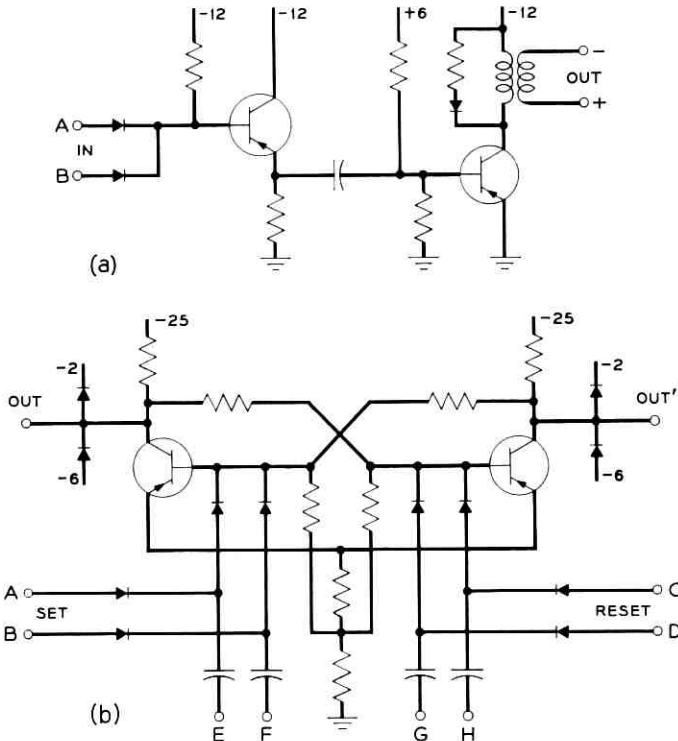 -12 -12 +6 -12
A
IN
B
-
OUT
+
(a)
-25 -25
-2 -2
OUT OUT'
-6 -6
A C
SET RESET
B D
(b)
E F G H